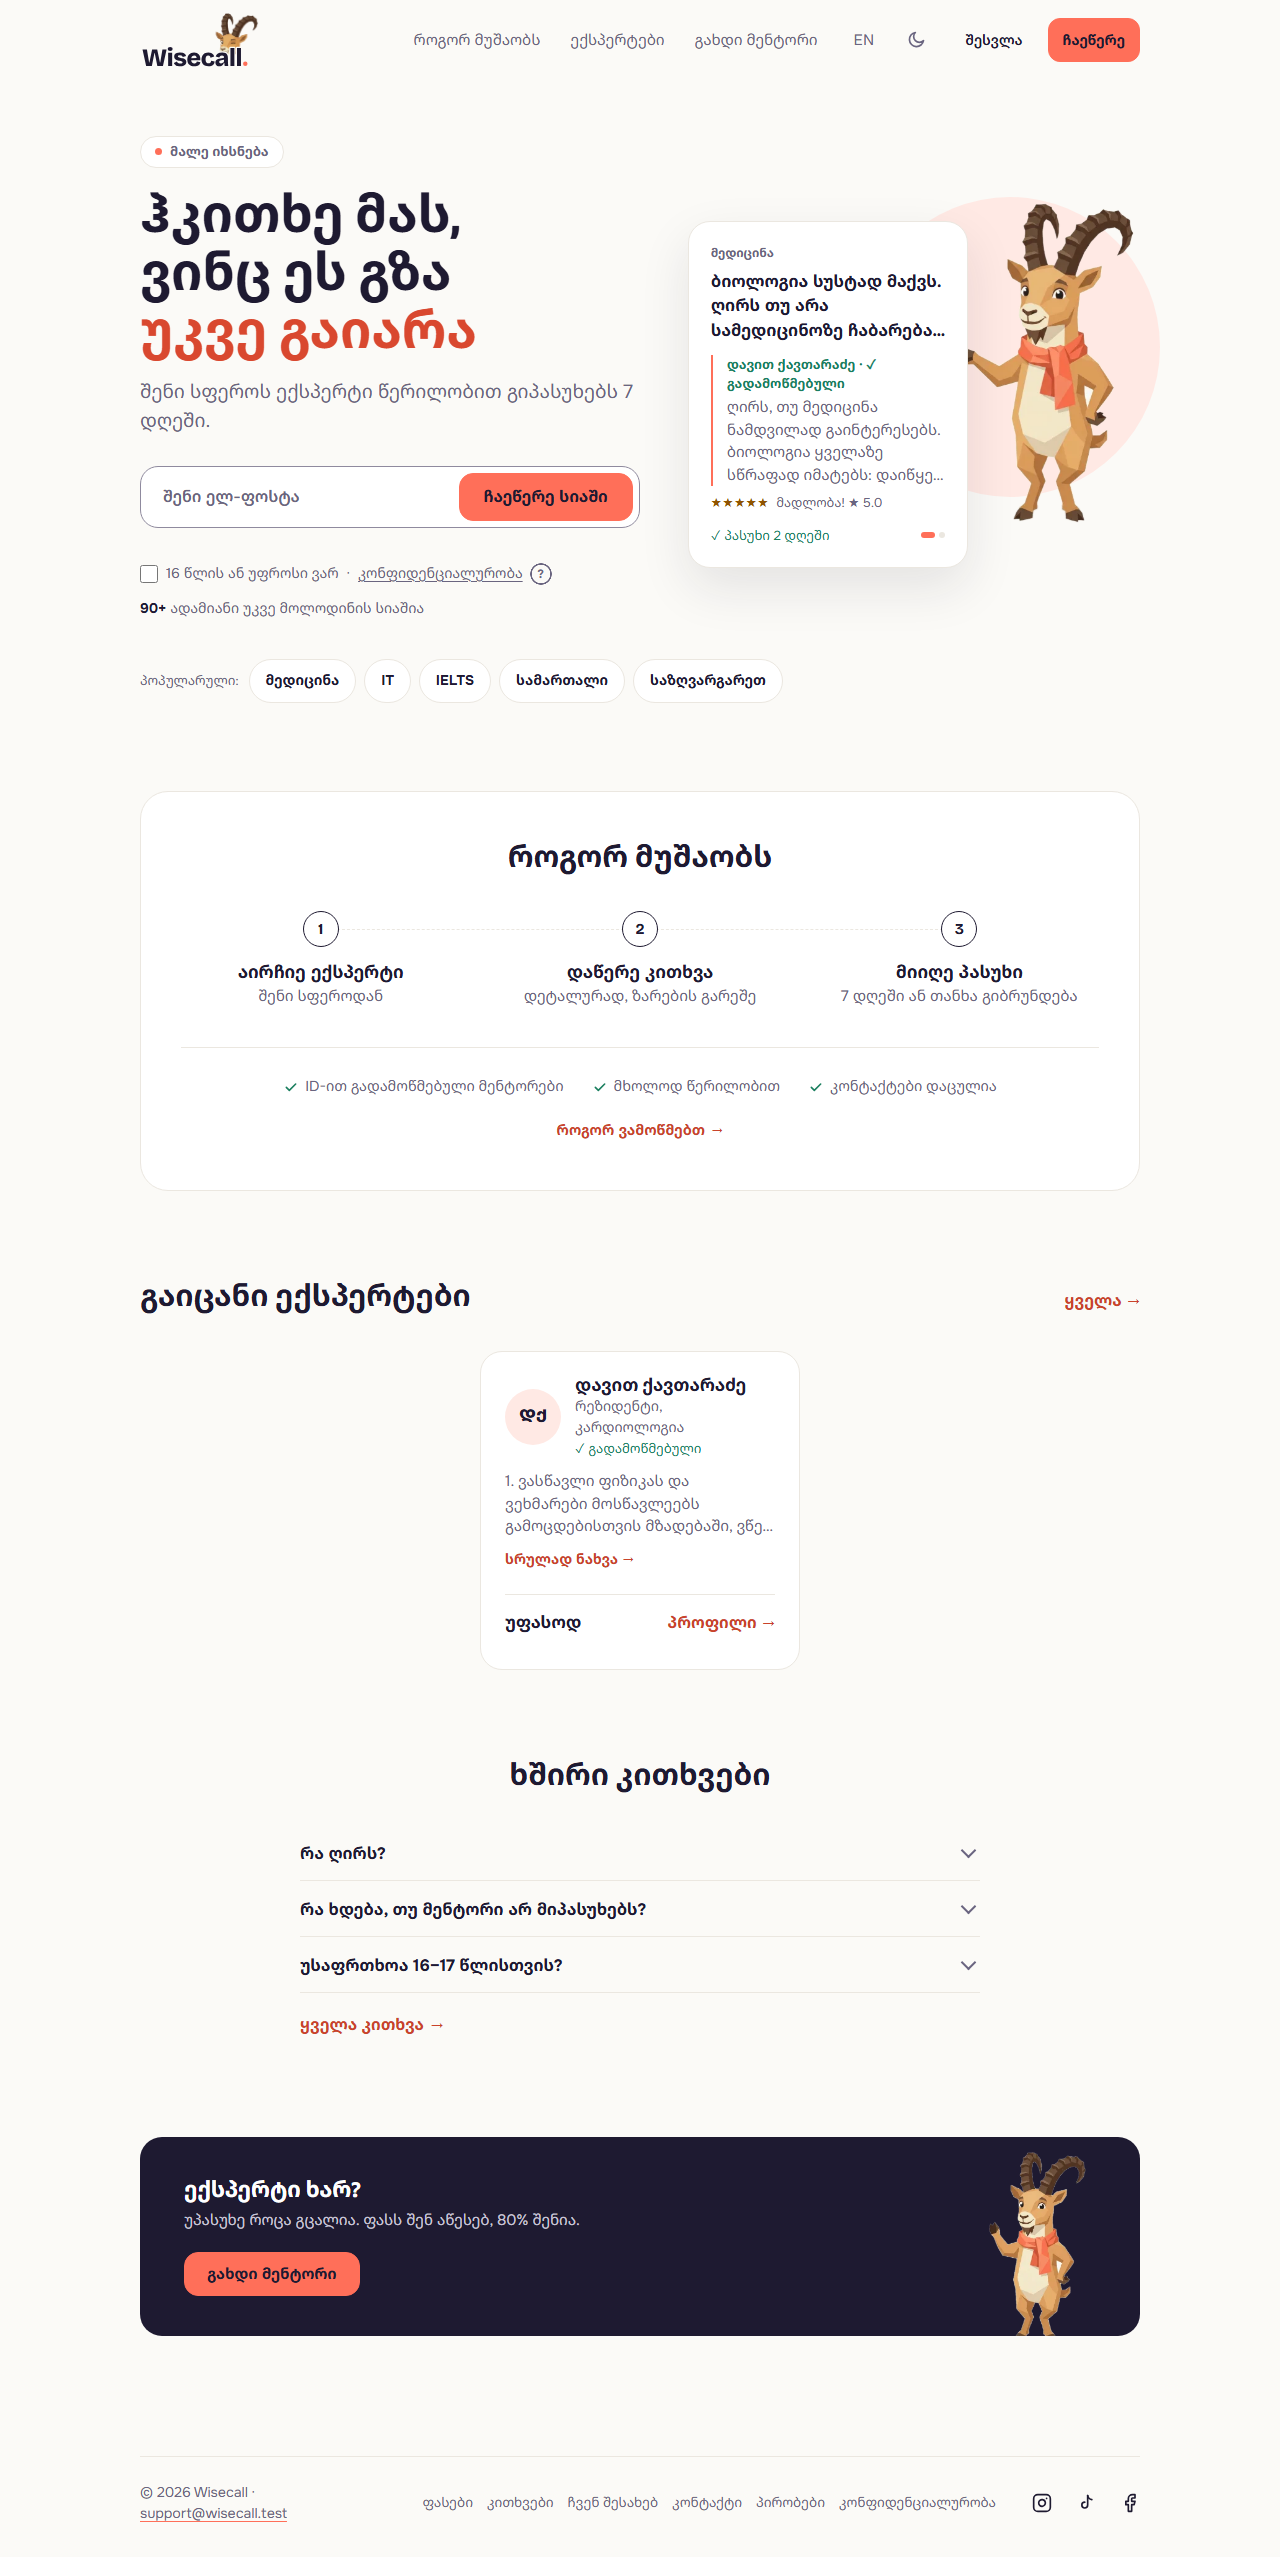 Wisecall.
როგორ მუშაობს
ექსპერტები
გახდი მენტორი
EN
შესვლა
ჩაეწერე
მალე იხსნება
ჰკითხე მას,
ვინც ეს გზა
უკვე გაიარა
შენი სფეროს ექსპერტი წერილობით გიპასუხებს 7
დღეში.
შენი ელ-ფოსტა
ჩაეწერე სიაში
16 წლის ან უფროსი ვარ · კონფიდენციალურობა ?
90+ ადამიანი უკვე მოლოდინის სიაშია
მედიცინა
ბიოლოგია სუსტად მაქვს.
ღირს თუ არა
სამედიცინოზე ჩაბარება...
დავით ქავთარაძე · ✓
გადამოწმებული
ღირს, თუ მედიცინა
ნამდვილად გაინტერესებს.
ბიოლოგია ყველაზე
სწრაფად იმატებს: დაიწყე...
★★★★★ მადლობა! ★ 5.0
✓ პასუხი 2 დღეში
პოპულარული:
მედიცინა
IT
IELTS
სამართალი
საზღვარგარეთ
როგორ მუშაობს
1
აირჩიე ექსპერტი
შენი სფეროდან
2
დაწერე კითხვა
დეტალურად, ზარების გარეშე
3
მიიღე პასუხი
7 დღეში ან თანხა გიბრუნდება
✓ ID-ით გადამოწმებული მენტორები
✓ მხოლოდ წერილობით
✓ კონტაქტები დაცულია
როგორ ვამოწმებთ →
გაიცანი ექსპერტები
ყველა →
დქ
დავით ქავთარაძე
რეზიდენტი,
კარდიოლოგია
✓ გადამოწმებული
1. ვასწავლი ფიზიკას და
ვეხმარები მოსწავლეებს
გამოცდებისთვის მზადებაში, ვწე...
სრულად ნახვა →
უფასოდ
პროფილი →
ხშირი კითხვები
რა ღირს?
რა ხდება, თუ მენტორი არ მიპასუხებს?
უსაფრთხოა 16–17 წლისთვის?
ყველა კითხვა →
ექსპერტი ხარ?
უპასუხე როცა გცალია. ფასს შენ აწესებ, 80% შენია.
გახდი მენტორი
© 2026 Wisecall ·
support@wisecall.test
ფასები
კითხვები
ჩვენ შესახებ
კონტაქტი
პირობები
კონფიდენციალურობა